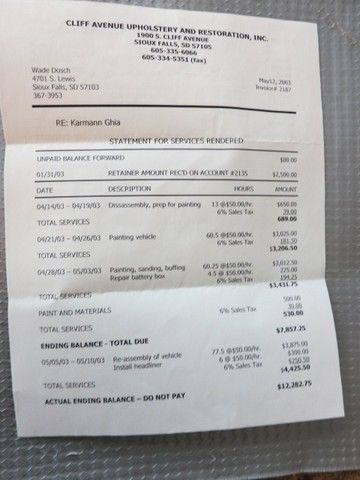 CLIFF AVENUE UPHOLSTERY AND RESTORATION, INC.
1900 S. CLIFF AVENUE
SIOUX FALLS, SD 57105
605-335-6066
605-334-5351 (fax)
Wade Dosch
4701 S. Lewis
Sioux Falls, SD 57103
367-3953
May12, 2003
Invoice# 2187
RE: Karmann Ghia
STATEMENT FOR SERVICES RENDERED
UNPAID BALANCE FORWARD $00.00
01/31/03 RETAINER AMOUNT REC'D ON ACCOUNT #2135 $2,500.00
DATE DESCRIPTION HOURS AMOUNT
04/14/03 – 04/19/03 Dissassembly, prep for painting 13 @$50.00/hr. $650.00
6% Sales Tax 39.00
TOTAL SERVICES 689.00
04/21/03 – 04/26/03 Painting vehicle 60.5 @$50.00/hr. $3,025.00
6% Sales Tax 181.50
TOTAL SERVICES $3,206.50
04/28/03 – 05/03/03 Painting, sanding, buffing 60.25 @$50.00/hr. $3,012.50
Repair battery box 4.5 @$50.00/hr. 225.00
6% Sales Tax 194.25
TOTAL SERVICES $3,431.75
500.00
PAINT AND MATERIALS 6% Sales Tax 30.00
530.00
TOTAL SERVICES $7,857.25
ENDING BALANCE - TOTAL DUE
05/05/03 – 05/10/03 Re-assembly of vehicle 77.5 @$50.00/hr. $3,875.00
Install headliner 6 @ $50.00/hr. $300.00
6% Sales Tax $250.50
$4,425.50
TOTAL SERVICES $12,282.75
ACTUAL ENDING BALANCE – DO NOT PAY